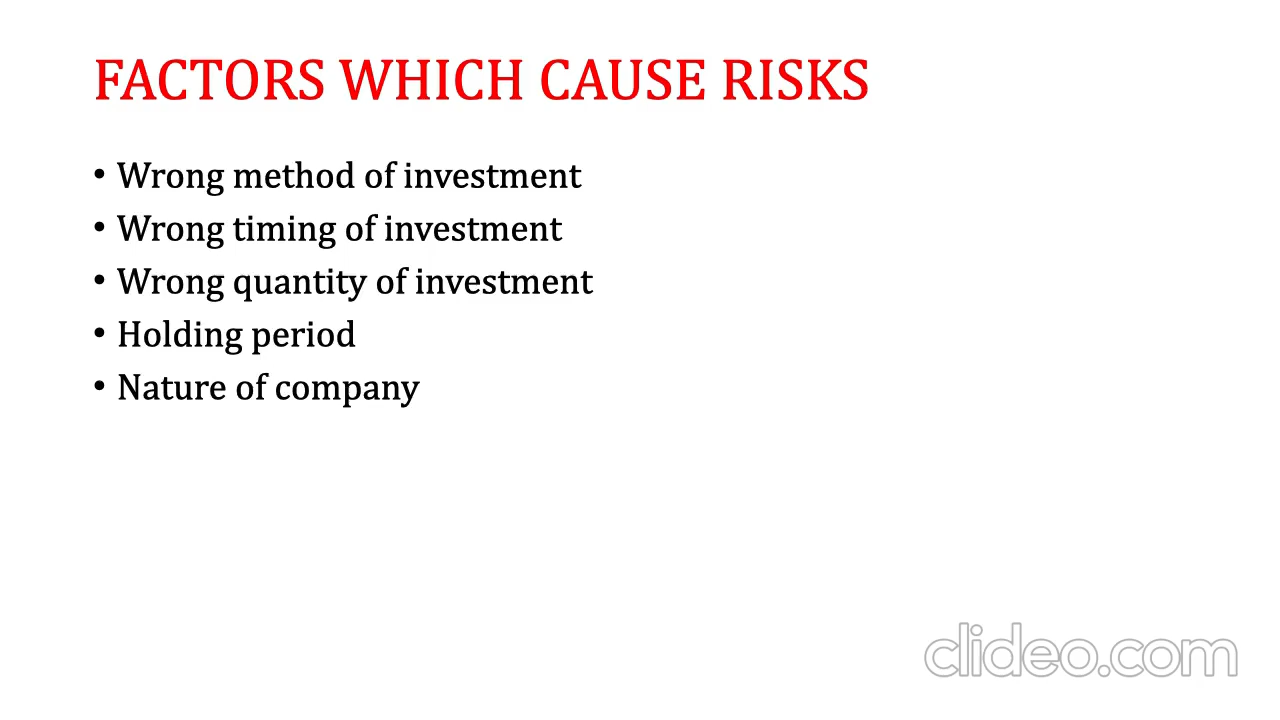 FACTORS WHICH CAUSE RISKS
• Wrong method of investment
• Wrong timing of investment
• Wrong quantity of investment
• Holding period
• Nature of company
clideo.com